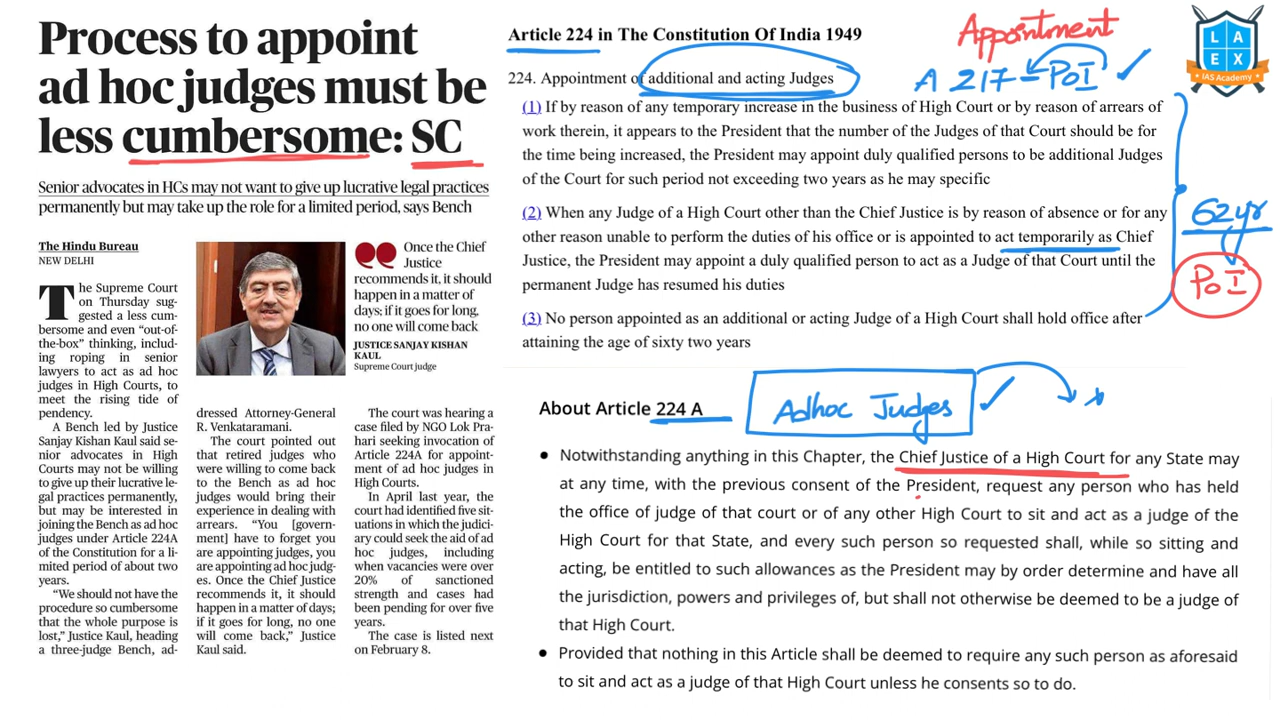 Process to appoint
ad hoc judges must be
less cumbersome: SC
Senior advocates in HCs may not want to give up lucrative legal practices
permanently but may take up the role for a limited period, says Bench
The Hindu Bureau
NEW DELHI
The Supreme Court
on Thursday sug-
gested a less cum-
bersome and even “out-of-
the-box” thinking, includ-
ing roping in senior
lawyers to act as ad hoc
judges in High Courts, to
meet the rising tide of
pendency.
A Bench led by Justice
Sanjay Kishan Kaul said se-
nior advocates in High
Courts may not be willing
to give up their lucrative le-
gal practices permanently,
but may be interested in
joining the Bench as ad hoc
judges under Article 224A
of the Constitution for a li-
mited period of about two
years.
“We should not have the
procedure so cumbersome
that the whole purpose is
lost,” Justice Kaul, heading
a three-judge Bench, ad-
dressed Attorney-General
R. Venkataramani.
The court pointed out
that retired judges who
were willing to come back
to the Bench as ad hoc
judges would bring their
experience in dealing with
arrears. “You [govern-
ment] have to forget you
are appointing judges, you
are appointing ad hoc judg-
es. Once the Chief Justice
recommends it, it should
happen in a matter of days;
if it goes for long, no one
will come back,” Justice
Kaul said.
Once the Chief
Justice
recommends it, it should
happen in a matter of
days; if it goes for long,
no one will come back
JUSTICE SANJAY KISHAN
KAUL
Supreme Court judge
The court was hearing a
case filed by NGO Lok Pra-
hari seeking invocation of
Article 224A for appoint-
ment of ad hoc judges in
High Courts.
In April last year, the
court had identified five sit-
uations in which the judici-
ary could seek the aid of ad
hoc judges, including
when vacancies were over
20% of sanctioned
strength and cases had
been pending for over five
years.
The case is listed next
on February 8.
Article 224 in The Constitution Of India 1949
Appointment
A 217 PoI
L A
E X
IAS Academy
224. Appointment of additional and acting Judges
(1) If by reason of any temporary increase in the business of High Court or by reason of arrears of
work therein, it appears to the President that the number of the Judges of that Court should be for
the time being increased, the President may appoint duly qualified persons to be additional Judges
of the Court for such period not exceeding two years as he may specific
(2) When any Judge of a High Court other than the Chief Justice is by reason of absence or for any
other reason unable to perform the duties of his office or is appointed to act temporarily as Chief
Justice, the President may appoint a duly qualified person to act as a Judge of that Court until the
permanent Judge has resumed his duties
(3) No person appointed as an additional or acting Judge of a High Court shall hold office after
attaining the age of sixty two years
62 yr
PoI
About Article 224 A
Adhoc Judges
• Notwithstanding anything in this Chapter, the Chief Justice of a High Court for any State may
at any time, with the previous consent of the President, request any person who has held
the office of judge of that court or of any other High Court to sit and act as a judge of the
High Court for that State, and every such person so requested shall, while so sitting and
acting, be entitled to such allowances as the President may by order determine and have all
the jurisdiction, powers and privileges of, but shall not otherwise be deemed to be a judge of
that High Court.
• Provided that nothing in this Article shall be deemed to require any such person as aforesaid
to sit and act as a judge of that High Court unless he consents so to do.